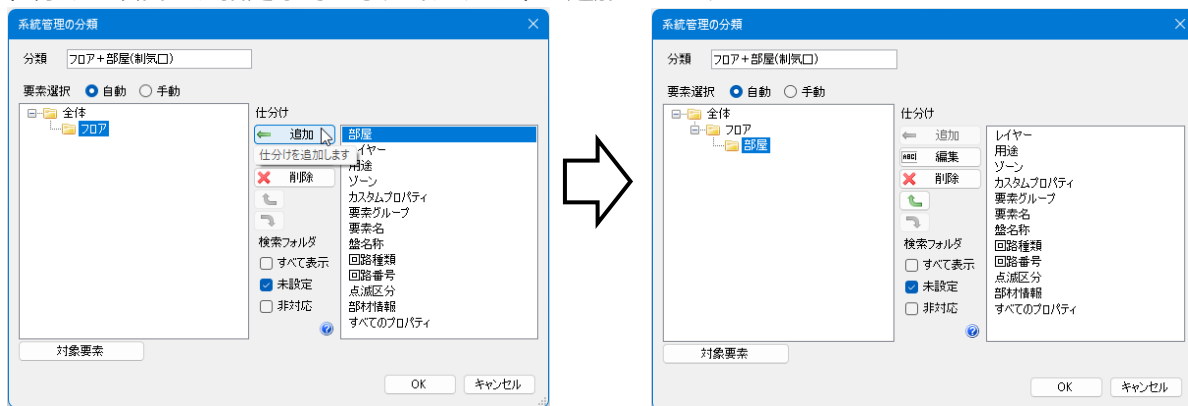 系統管理の分類
分類 フロア+部屋(制気口)
要素選択 自動 手動
全体
フロア
仕分け
追加
仕分けを追加します
削除
検索フォルダ
すべて表示
未設定
非対応
部屋
レイヤー
用途
ゾーン
カスタムプロパティ
要素グループ
要素名
盤名称
回路種類
回路番号
点滅区分
部材情報
すべてのプロパティ
対象要素
OK キャンセル
系統管理の分類
分類 フロア+部屋(制気口)
要素選択 自動 手動
全体
フロア
部屋
仕分け
追加
編集
削除
検索フォルダ
すべて表示
未設定
非対応
レイヤー
用途
ゾーン
カスタムプロパティ
要素グループ
要素名
盤名称
回路種類
回路番号
点滅区分
部材情報
すべてのプロパティ
対象要素
OK キャンセル